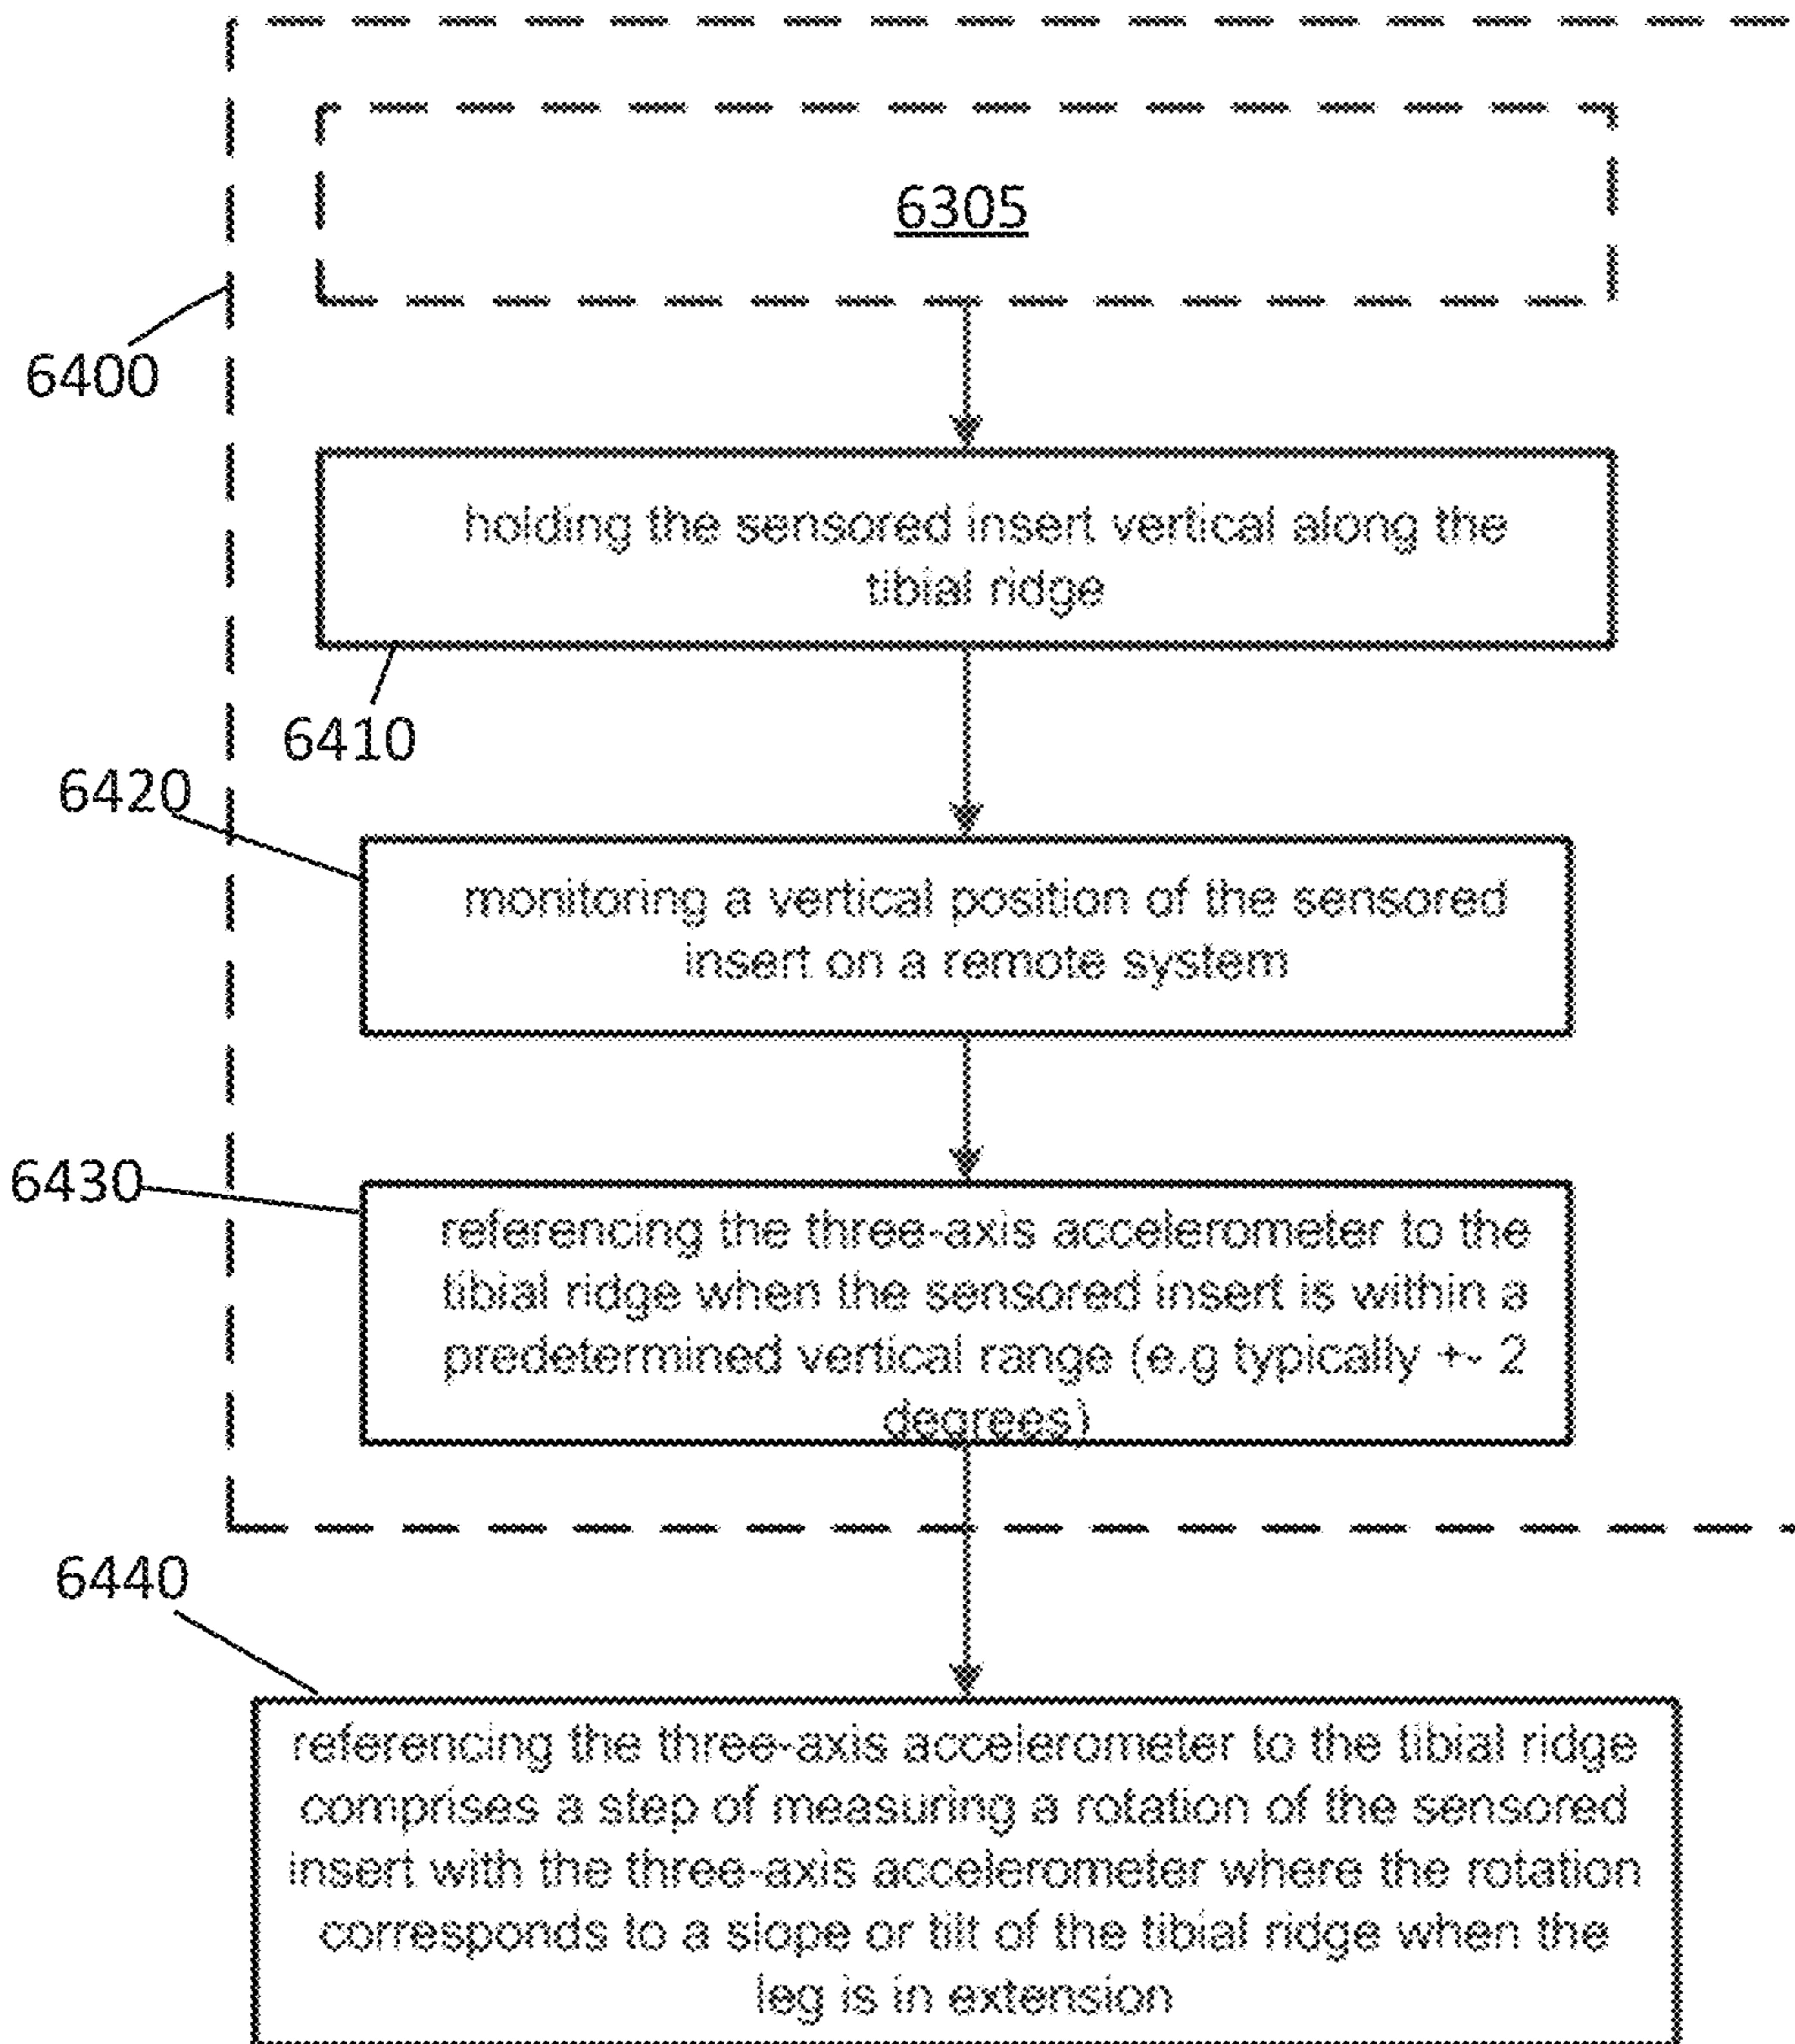 6305
6400
holding the sensored insert vertical along the
tibial ridge
6410
6420
monitoring a vertical position of the sensored
insert on a remote system
6430
referencing the three-axis accelerometer to the
tibial ridge when the sensored insert is within a
predetermined vertical range (e.g typically +- 2
degrees)
6440
referencing the three-axis accelerometer to the tibial ridge
comprises a step of measuring a rotation of the sensored
insert with the three-axis accelerometer where the rotation
corresponds to a slope or tilt of the tibial ridge when the
leg is in extension